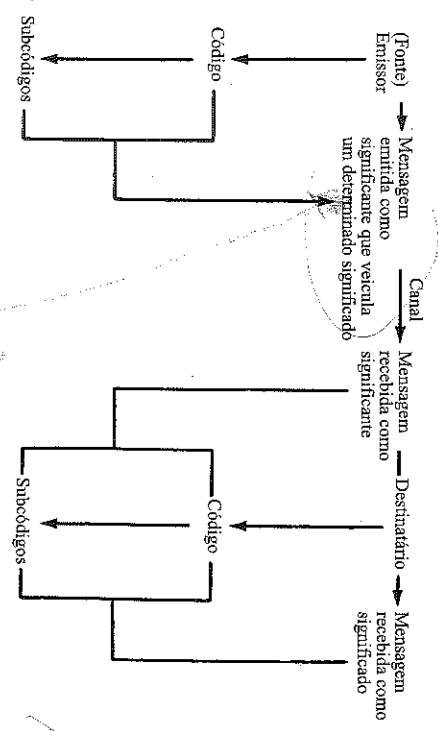 (Fonte)
Emissor
Mensagem
emitida como
significante que veicula
um determinado significado
Canal
Mensagem
recebida como
significante
Destinatário
Mensagem
recebida como
significado
Código
Subcódigos
Código
Subcódigos